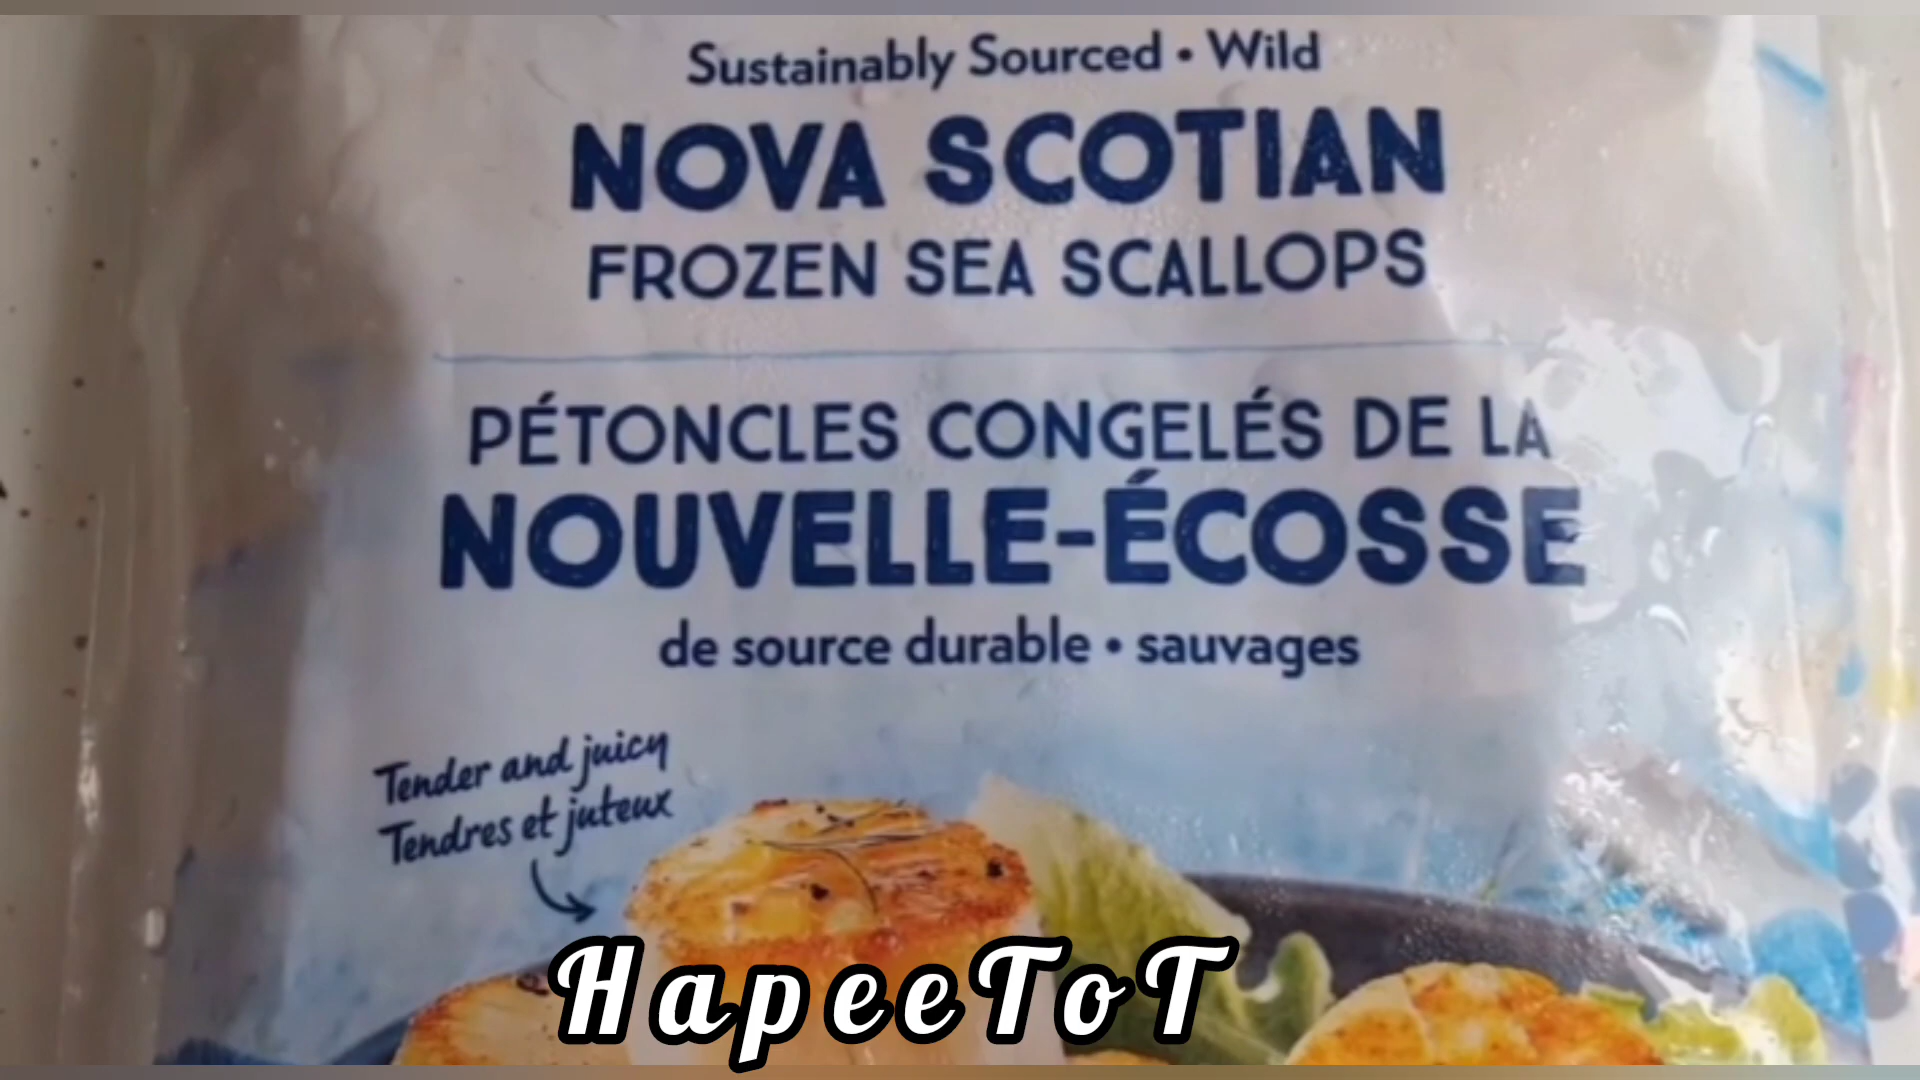 Sustainably Sourced • Wild
NOVA SCOTIAN
FROZEN SEA SCALLOPS
PÉTONCLES CONGELÉS DE LA
NOUVELLE-ÉCOSSE
de source durable • sauvages
Tender and juicy
Tendres et juteux
HapeeToT